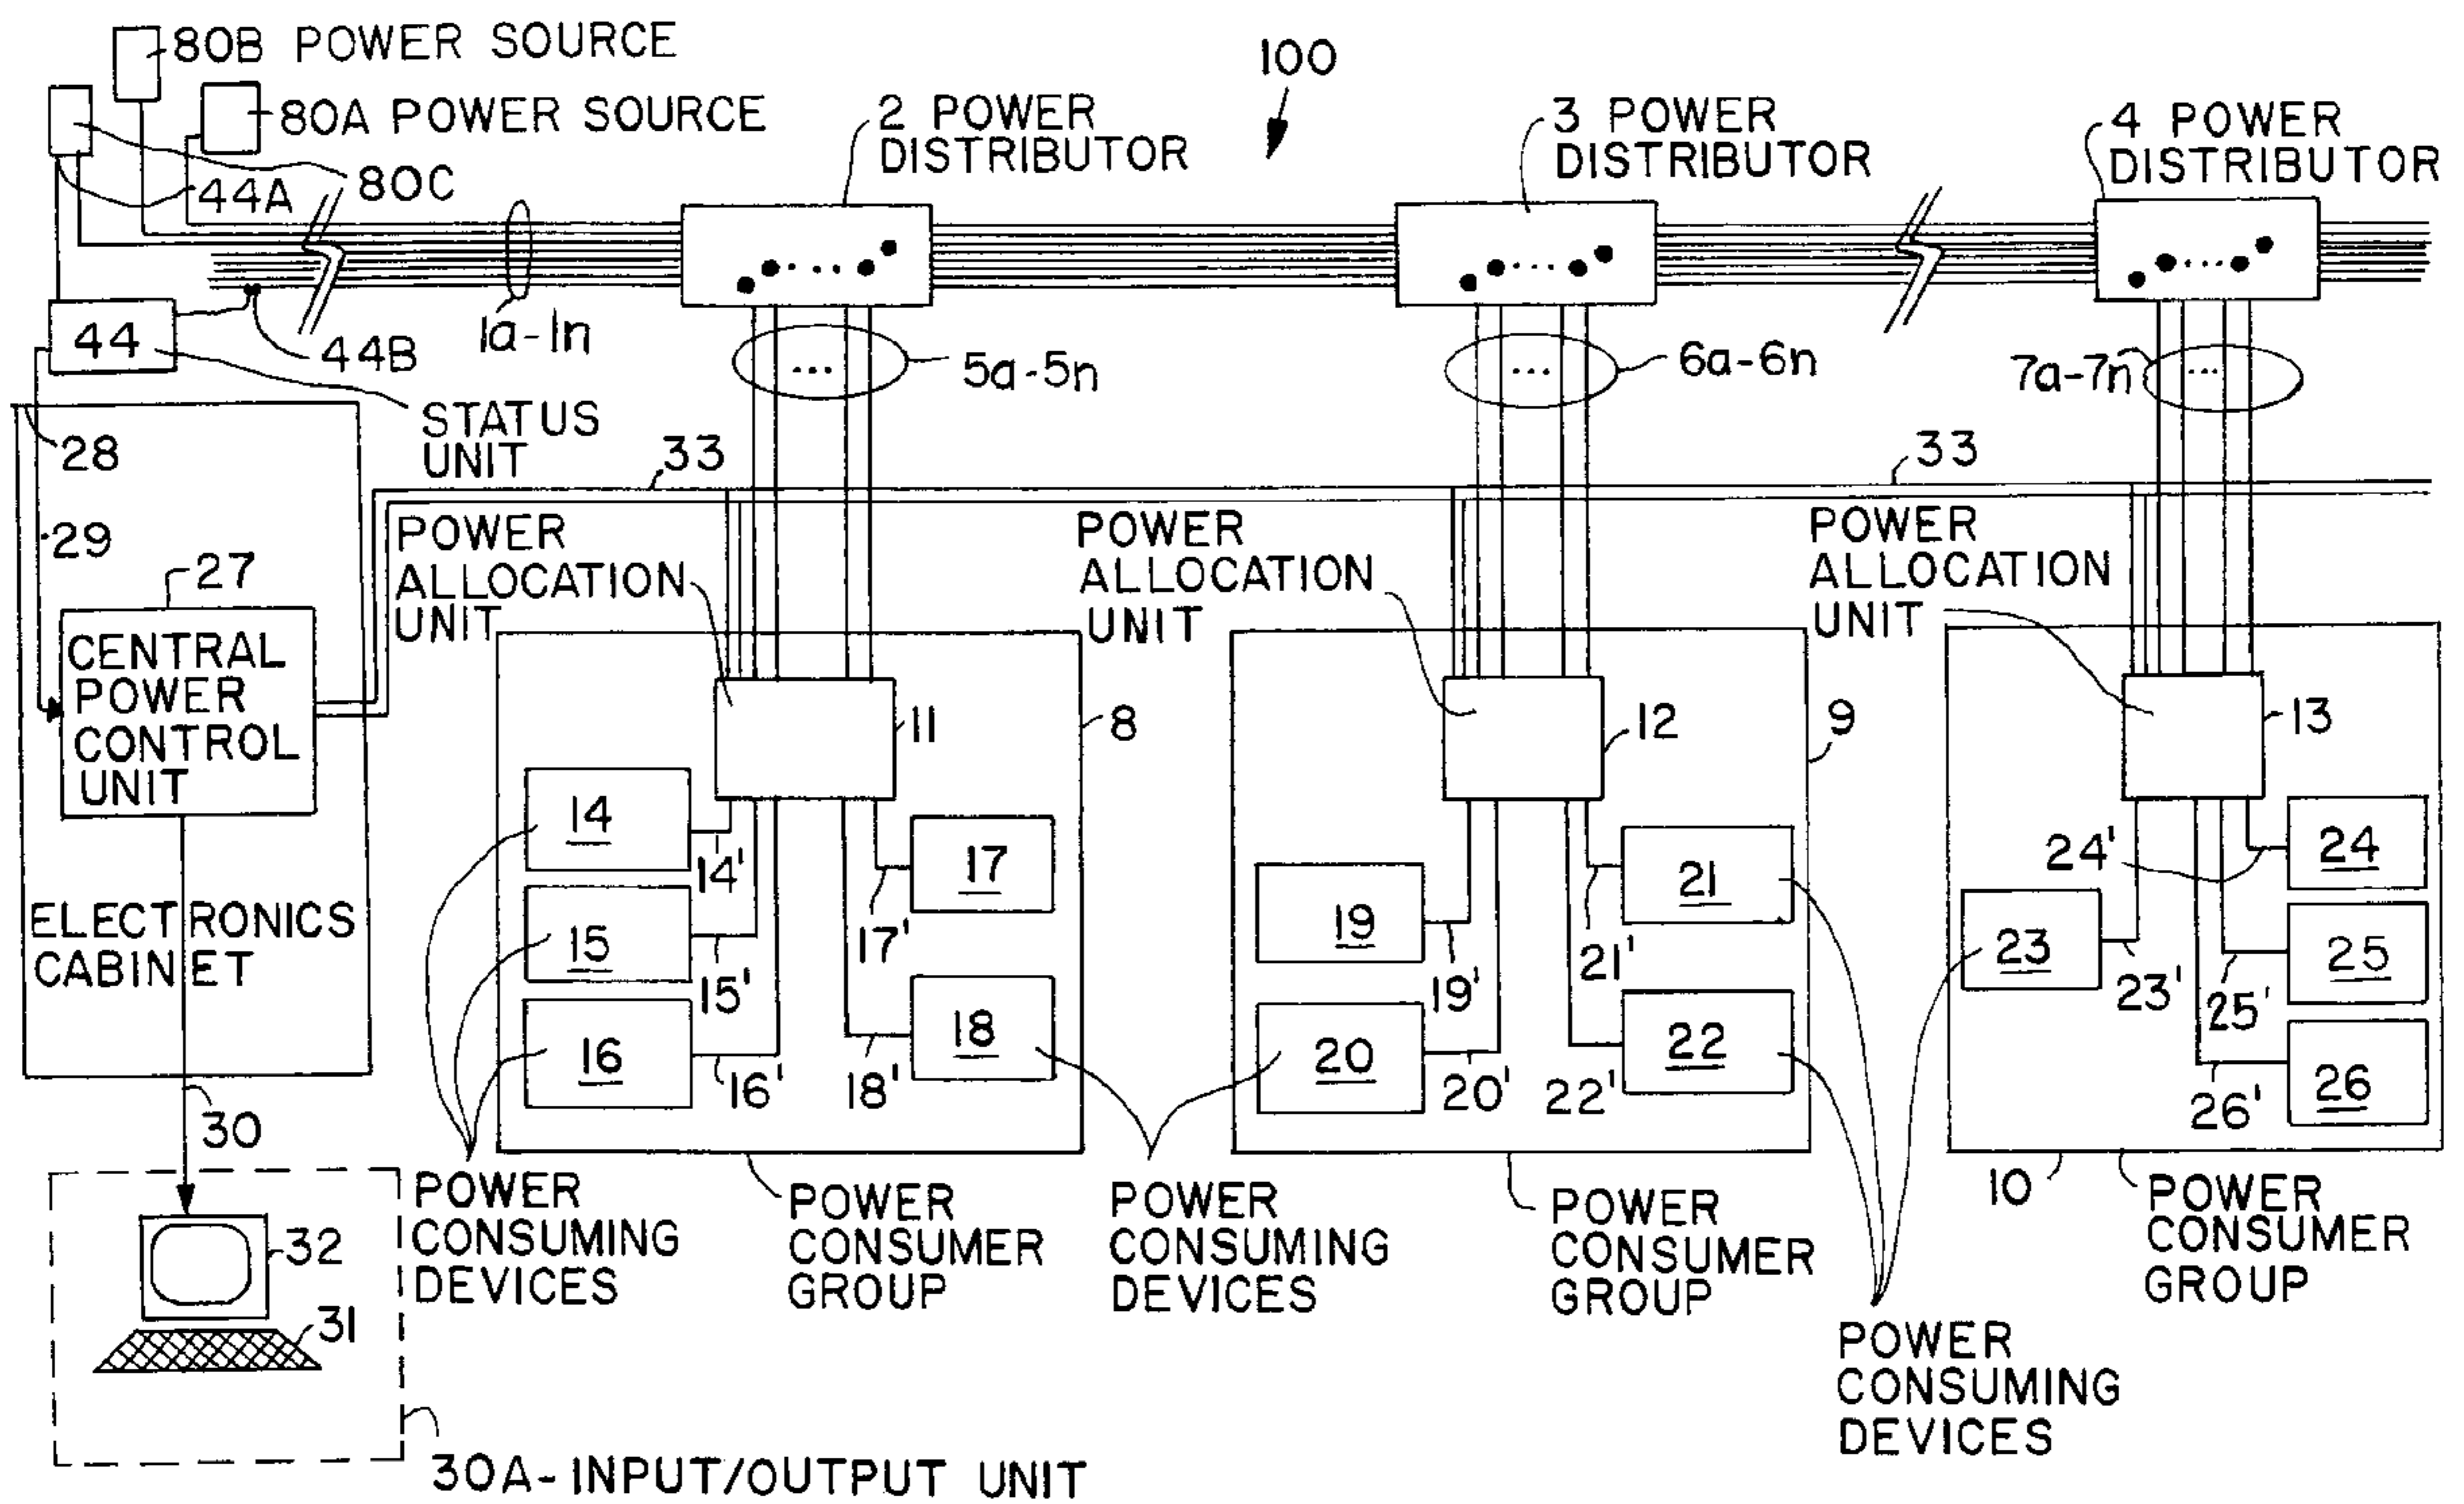 80B POWER SOURCE
80A POWER SOURCE
44A
80C
100
2 POWER
DISTRIBUTOR
3 POWER
DISTRIBUTOR
4 POWER
DISTRIBUTOR
44
44B
1a-1n
5a-5n
6a-6n
7a-7n
STATUS
UNIT
28
33
33
29
27
POWER
ALLOCATION
UNIT
POWER
ALLOCATION
UNIT
POWER
ALLOCATION
UNIT
CENTRAL
POWER
CONTROL
UNIT
ELECTRONICS
CABINET
11
8
12
9
13
14
14'
15
15'
16
16'
17
17'
18
18'
19
19'
20
20'
21
21'
22
22'
23
23'
24
24'
25
25'
26
26'
30
10
32
31
POWER
CONSUMING
DEVICES
POWER
CONSUMER
GROUP
POWER
CONSUMING
DEVICES
POWER
CONSUMER
GROUP
POWER
CONSUMING
DEVICES
POWER
CONSUMER
GROUP
30A-INPUT/OUTPUT UNIT